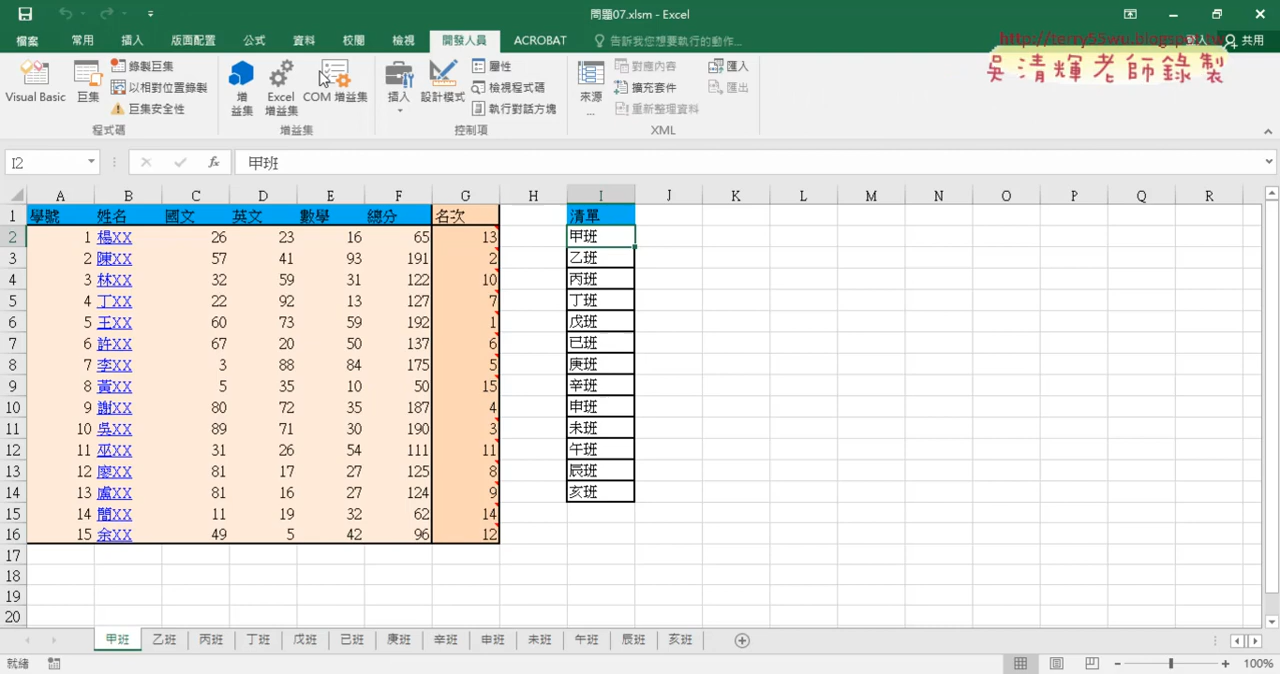 問題07.xlsm - Excel
http://terry55wu.blogspot.tw
吳清輝老師錄製
檔案 常用 插入 版面配置 公式 資料 校閱 檢視 開發人員 ACROBAT 告訴我您想要執行的動作... 共用
Visual Basic 巨集 錄製巨集 以相對位置錄製 巨集安全性
增益集 Excel 增益集 COM 增益集
插入 設計模式 屬性 檢視程式碼 執行對話方塊
來源... 對應內容 擴充套件 重新整理資料 匯入 匯出
程式碼 增益集 控制項 XML
I2 fx 甲班
A B C D E F G H I J K L M N O P Q R
1 學號 姓名 國文 英文 數學 總分 名次 清單
2 1 楊XX 26 23 16 65 13 甲班
3 2 陳XX 57 41 93 191 2 乙班
4 3 林XX 32 59 31 122 10 丙班
5 4 丁XX 22 92 13 127 7 丁班
6 5 王XX 60 73 59 192 1 戊班
7 6 許XX 67 20 50 137 6 已班
8 7 李XX 3 88 84 175 5 庚班
9 8 黃XX 5 35 10 50 15 辛班
10 9 謝XX 80 72 35 187 4 申班
11 10 吳XX 89 71 30 190 3 未班
12 11 巫XX 31 26 54 111 11 午班
13 12 廖XX 81 17 27 125 8 辰班
14 13 盧XX 81 16 27 124 9 亥班
15 14 簡XX 11 19 32 62 14
16 15 余XX 49 5 42 96 12
17
18
19
20
甲班 乙班 丙班 丁班 戊班 已班 庚班 辛班 申班 未班 午班 辰班 亥班
就緒 100%